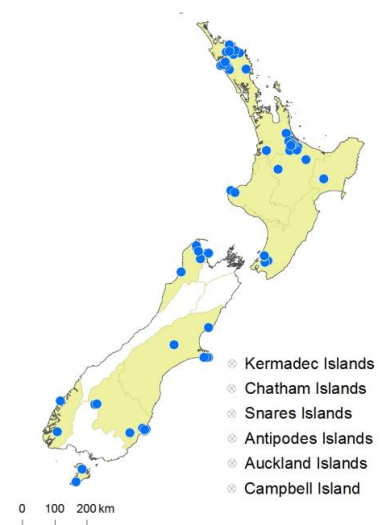 Kermadec Islands
Chatham Islands
Snares Islands
Antipodes Islands
Auckland Islands
Campbell Island
0 100 200 km